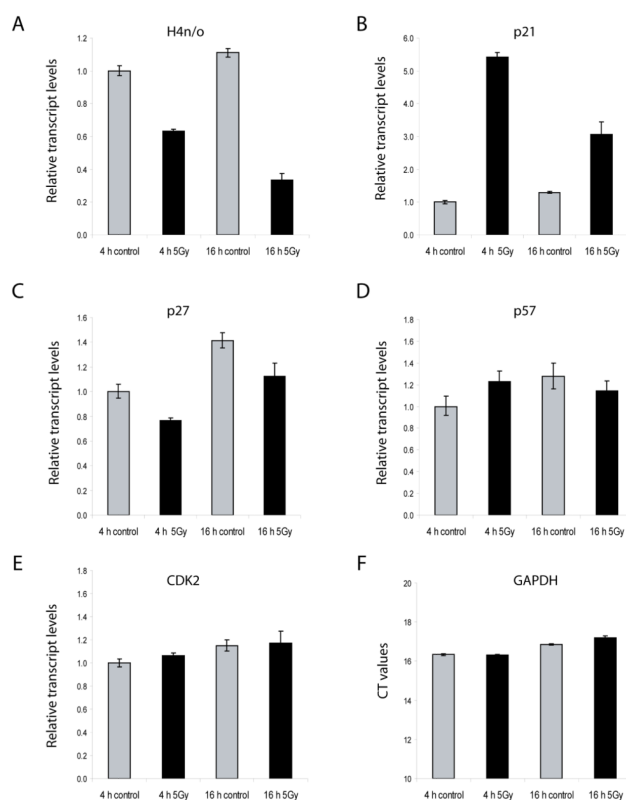 A
H4n/o
Relative transcript levels
1.2
1.0
0.8
0.6
0.4
0.2
0.0
4 h control
4 h 5Gy
16 h control
16 h 5Gy
B
p21
Relative transcript levels
6.0
5.0
4.0
3.0
2.0
1.0
0.0
4 h control
4 h 5Gy
16 h control
16 h 5Gy
C
p27
Relative transcript levels
1.6
1.4
1.2
1.0
0.8
0.6
0.4
0.2
0.0
4 h control
4 h 5Gy
16 h control
16 h 5Gy
D
p57
Relative transcript levels
1.8
1.6
1.4
1.2
1.0
0.8
0.6
0.4
0.2
0.0
4 h control
4 h 5Gy
16 h control
16 h 5Gy
E
CDK2
Relative transcript levels
1.8
1.6
1.4
1.2
1.0
0.8
0.6
0.4
0.2
0.0
4 h control
4 h 5Gy
16 h control
16 h 5Gy
F
GAPDH
CT values
20
18
16
14
12
10
4 h control
4 h 5Gy
16 h control
16 h 5Gy